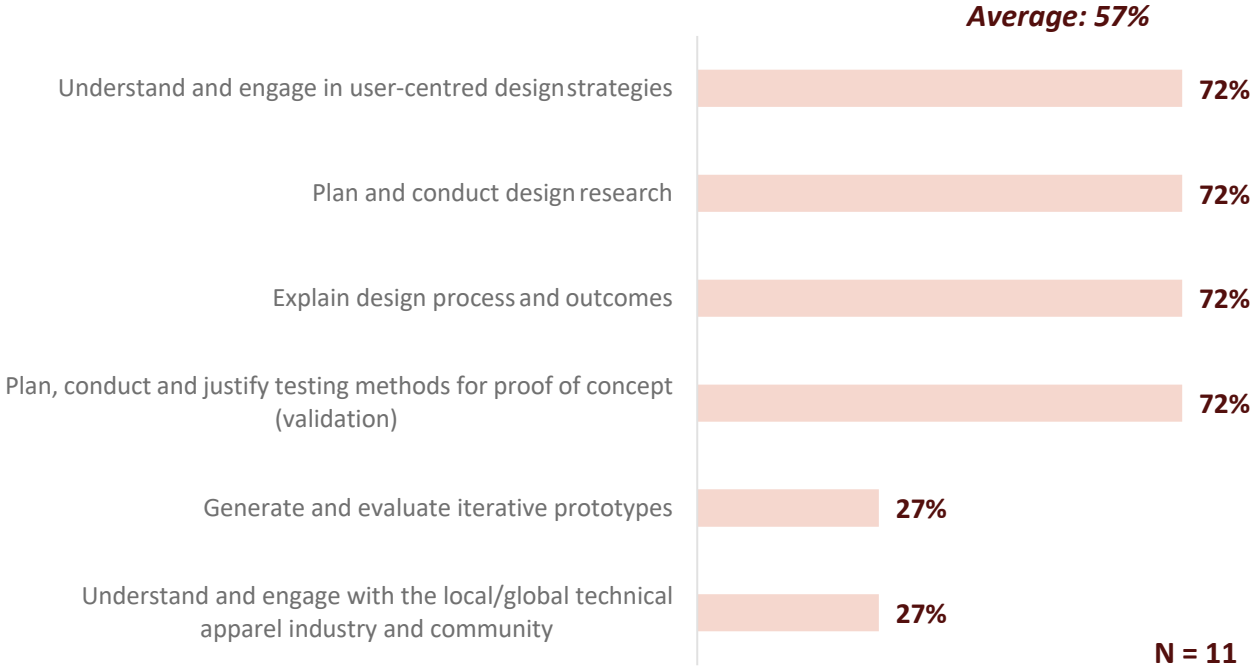 Average: 57%
Understand and engage in user-centred design strategies
72%
Plan and conduct design research
72%
Explain design process and outcomes
72%
Plan, conduct and justify testing methods for proof of concept
(validation)
72%
Generate and evaluate iterative prototypes
27%
Understand and engage with the local/global technical
apparel industry and community
27%
N = 11